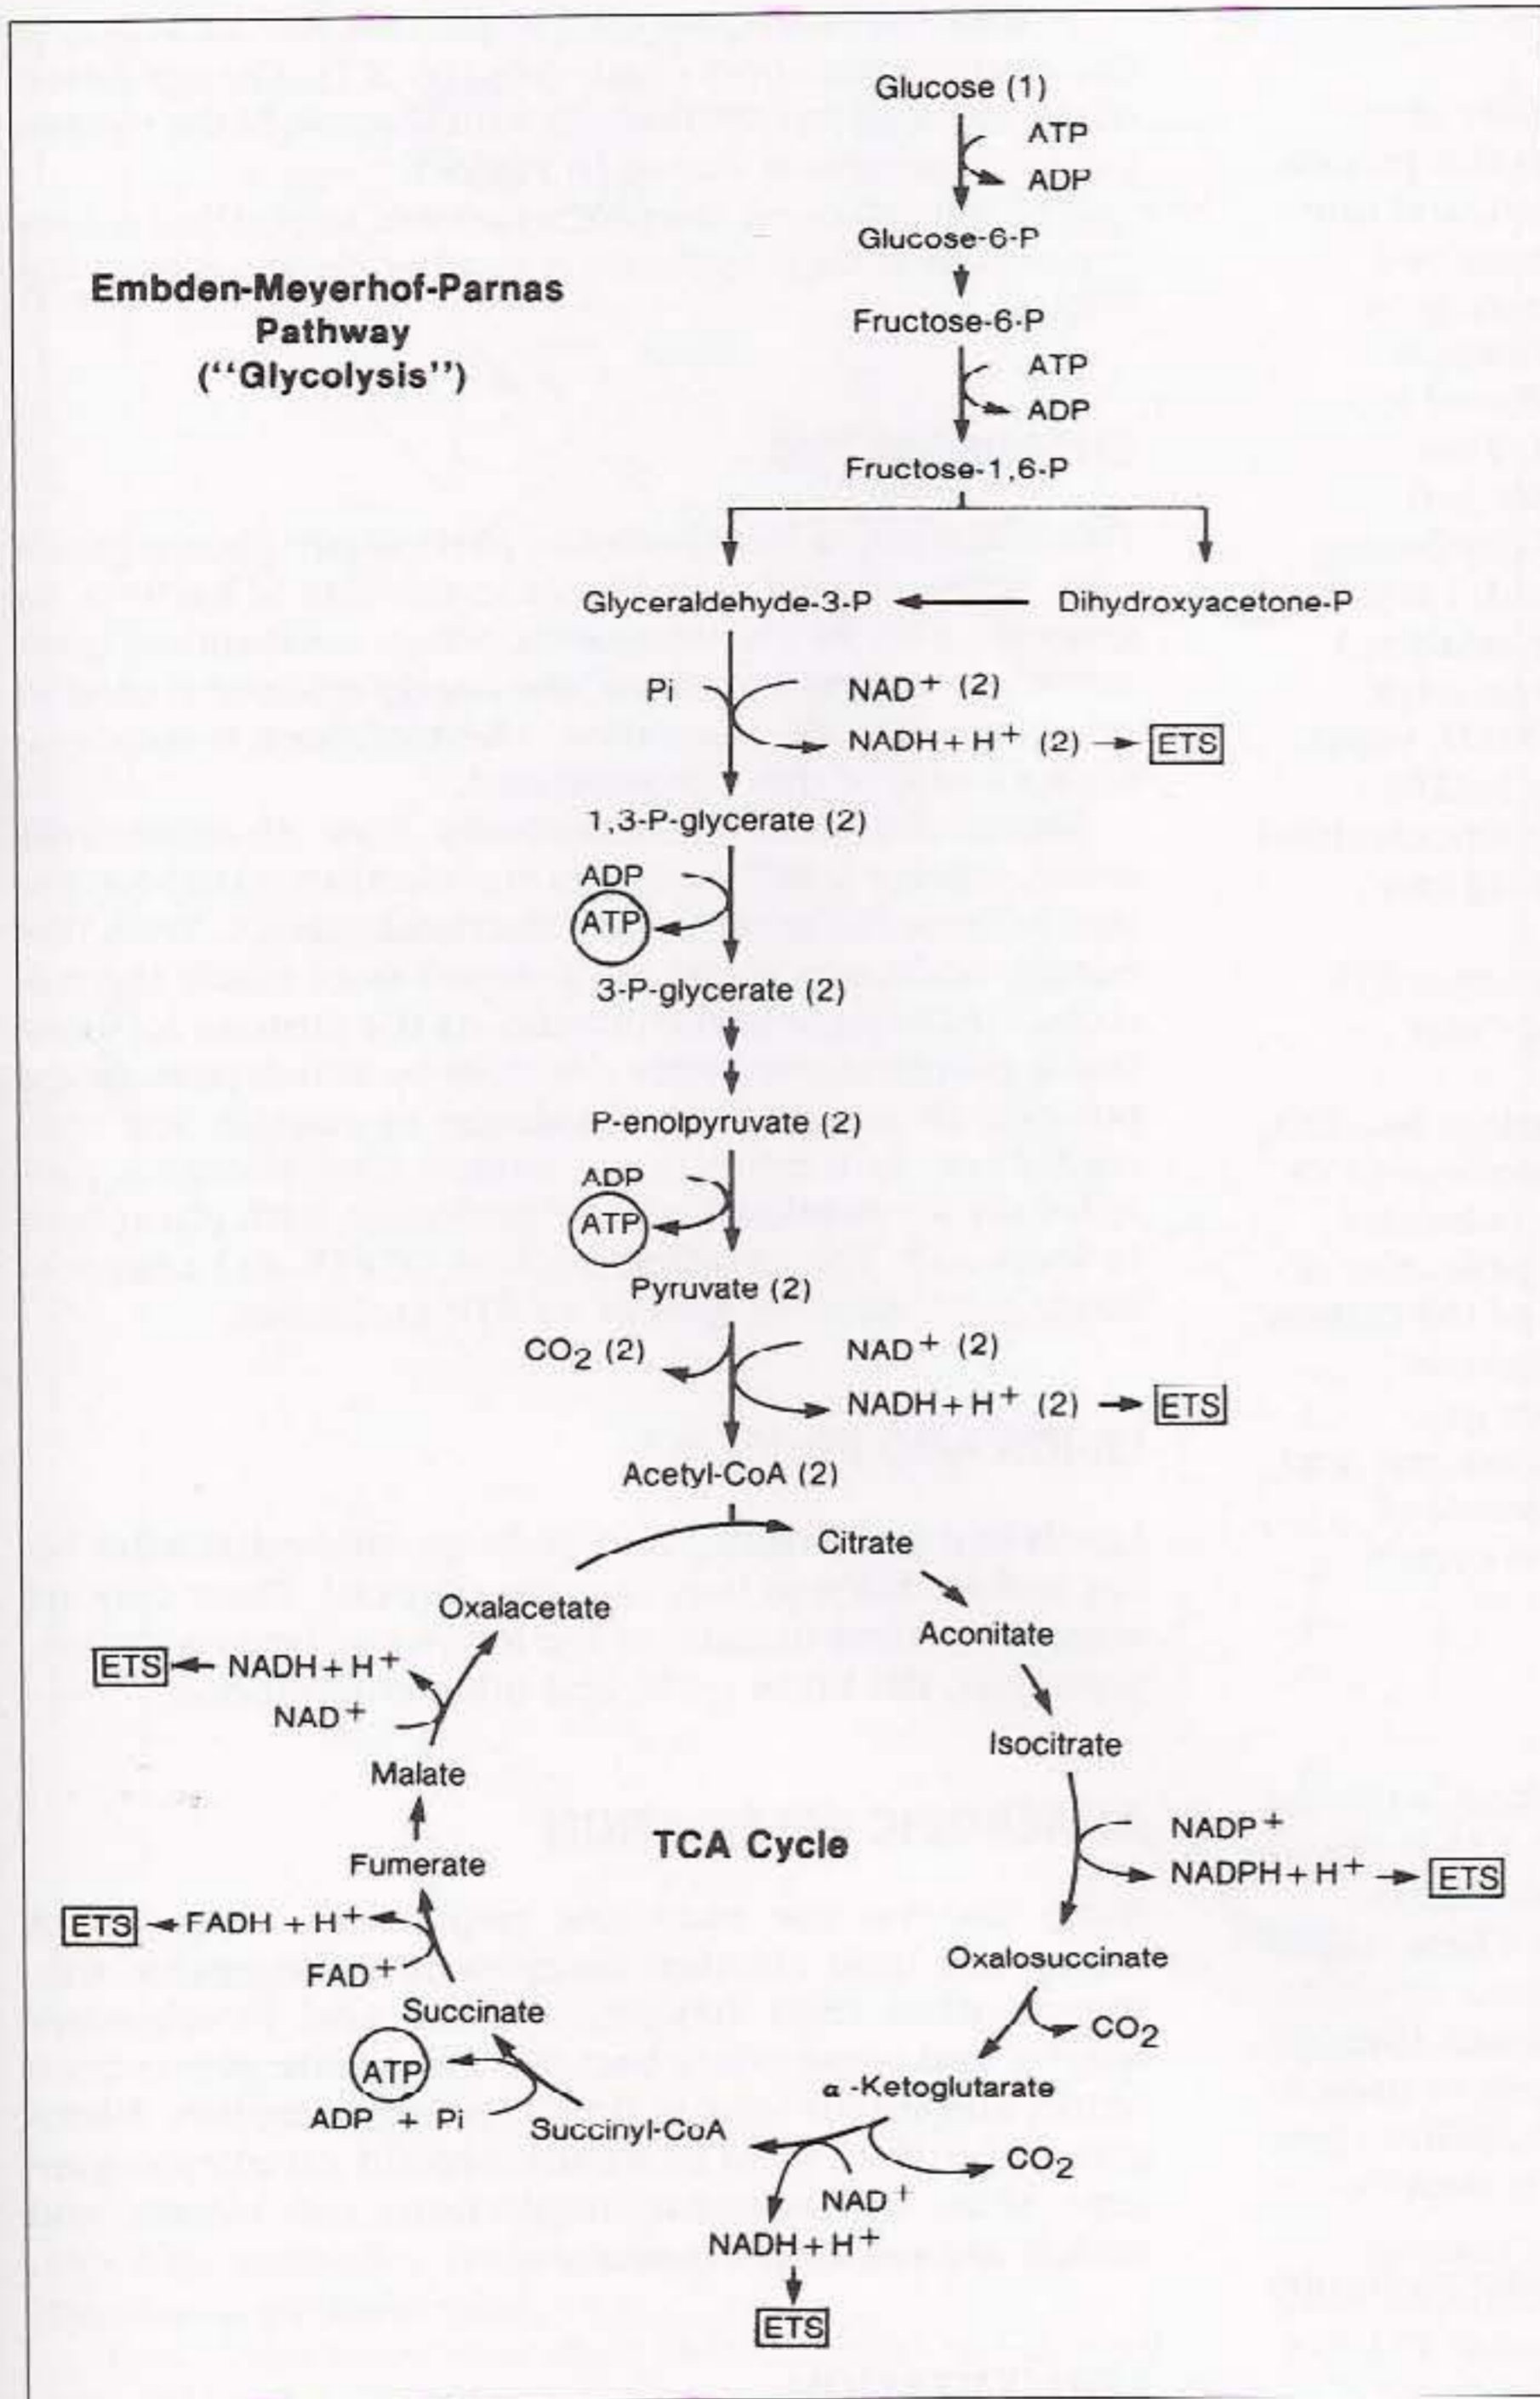 Glucose (1)
ATP
ADP
Glucose-6-P
Embden-Meyerhof-Parnas
Pathway
(“Glycolysis”)
Fructose-6-P
ATP
ADP
Fructose-1,6-P
Glyceraldehyde-3-P
Dihydroxyacetone-P
Pi
NAD+ (2)
NADH + H+ (2)
ETS
1,3-P-glycerate (2)
ADP
ATP
3-P-glycerate (2)
P-enolpyruvate (2)
ADP
ATP
Pyruvate (2)
CO2 (2)
NAD+ (2)
NADH + H+ (2)
ETS
Acetyl-CoA (2)
Citrate
Oxalacetate
Aconitate
ETS
NADH + H+
NAD+
Isocitrate
Malate
TCA Cycle
NADP+
NADPH + H+
ETS
Fumerate
ETS
FADH + H+
FAD+
Oxalosuccinate
Succinate
CO2
ATP
ADP + Pi
α-Ketoglutarate
Succinyl-CoA
CO2
NAD+
NADH + H+
ETS